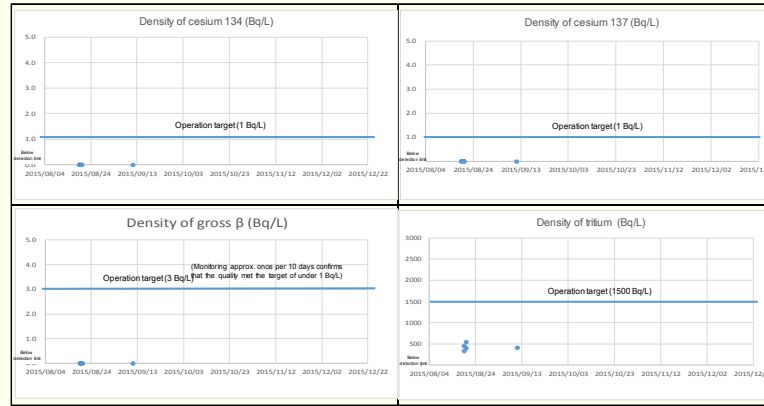 Density of cesium 134 (Bq/L)
5.0
4.0
3.0
2.0
Operation target (1 Bq/L)
1.0
Below
detection limit
0.0
2015/08/04 2015/08/24 2015/09/13 2015/10/03 2015/10/23 2015/11/12 2015/12/02 2015/12/22
Density of cesium 137 (Bq/L)
5.0
4.0
3.0
2.0
Operation target (1 Bq/L)
1.0
Below
detection limit
2015/08/04 2015/08/24 2015/09/13 2015/10/03 2015/10/23 2015/11/12 2015/12/02 2015/1
Density of gross β (Bq/L)
5.0
4.0
(Monitoring approx. once per 10 days confirms
that the quality met the target of under 1 Bq/L)
Operation target (3 Bq/L)
3.0
2.0
1.0
Below
detection limit
2015/08/04 2015/08/24 2015/09/13 2015/10/03 2015/10/23 2015/11/12 2015/12/02 2015/12/22
Density of tritium (Bq/L)
3000
2500
2000
Operation target (1500 Bq/L)
1500
1000
500
Below
detection limit
2015/08/04 2015/08/24 2015/09/13 2015/10/03 2015/10/23 2015/11/12 2015/12/02 2015/12/